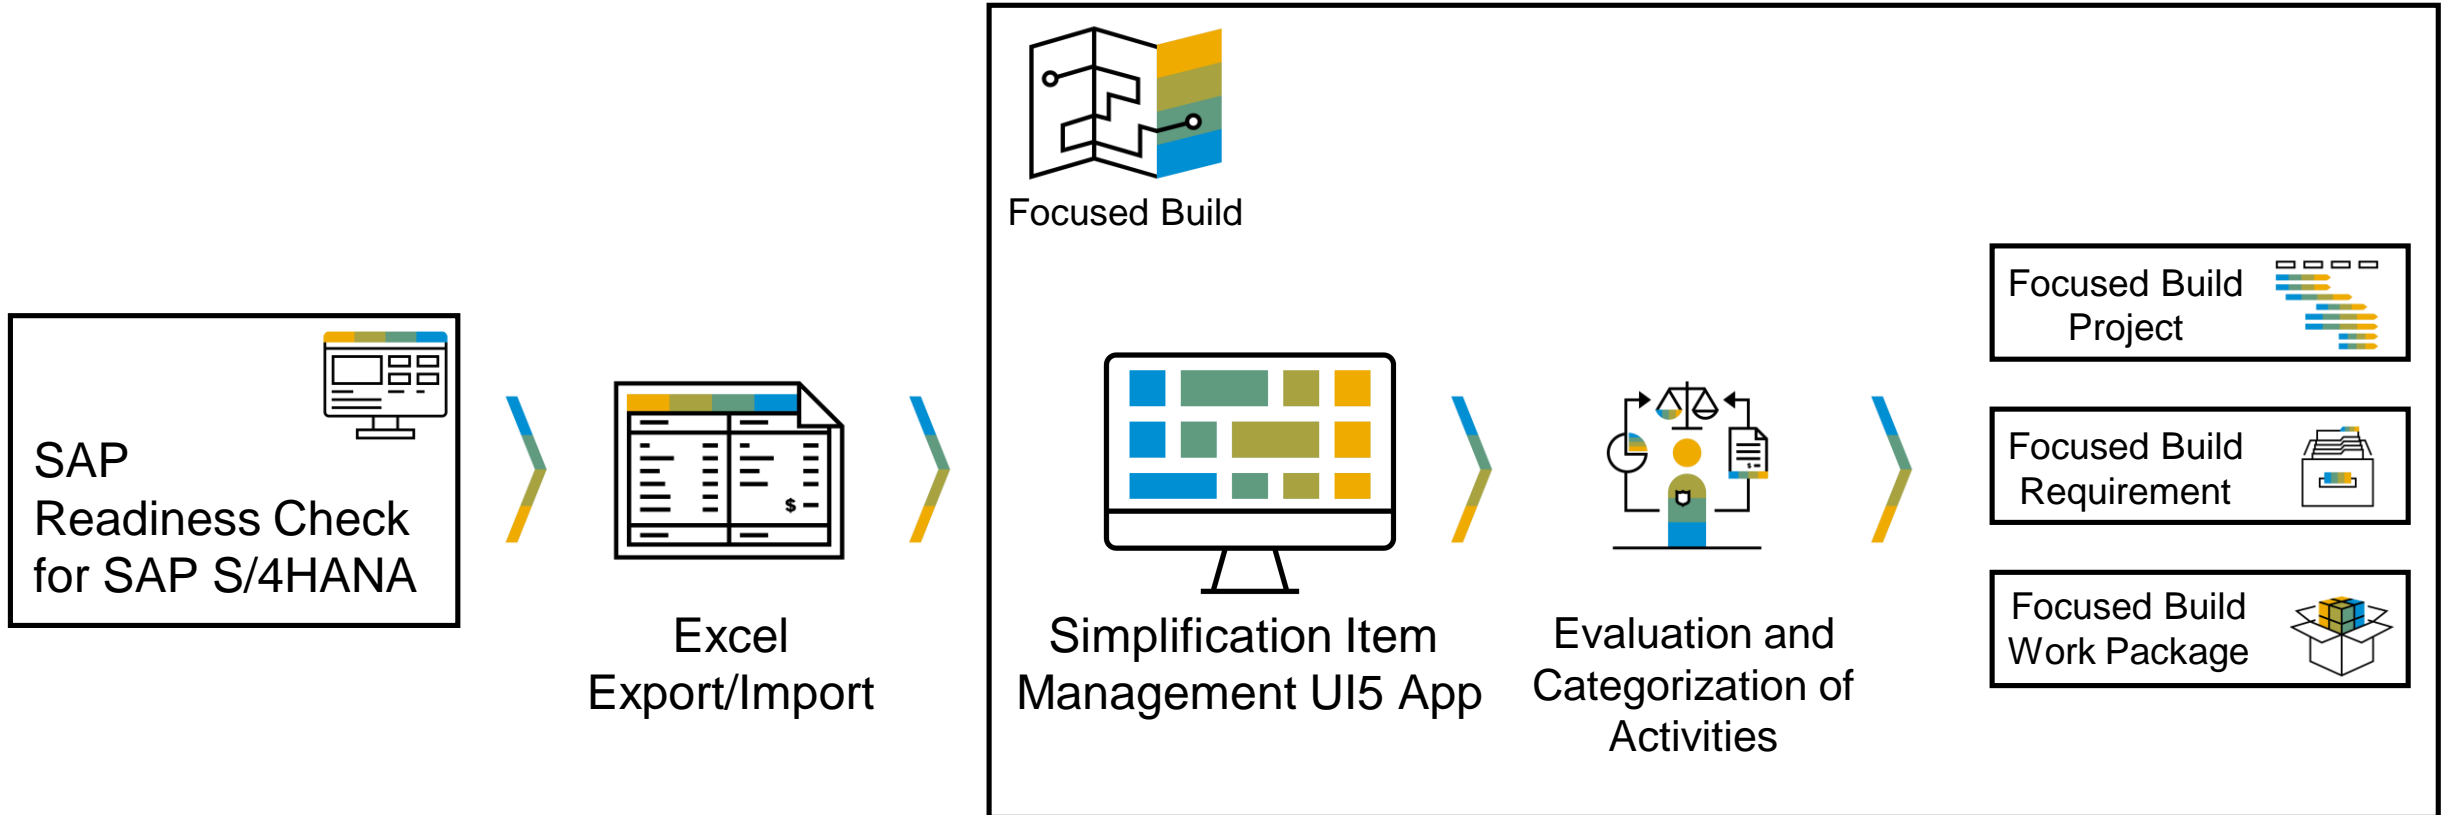 Focused Build
SAP
Readiness Check
for SAP S/4HANA
Excel
Export/Import
$
Simplification Item
Management UI5 App
Evaluation and
Categorization of
Activities
$
Focused Build
Project
Focused Build
Requirement
Focused Build
Work Package